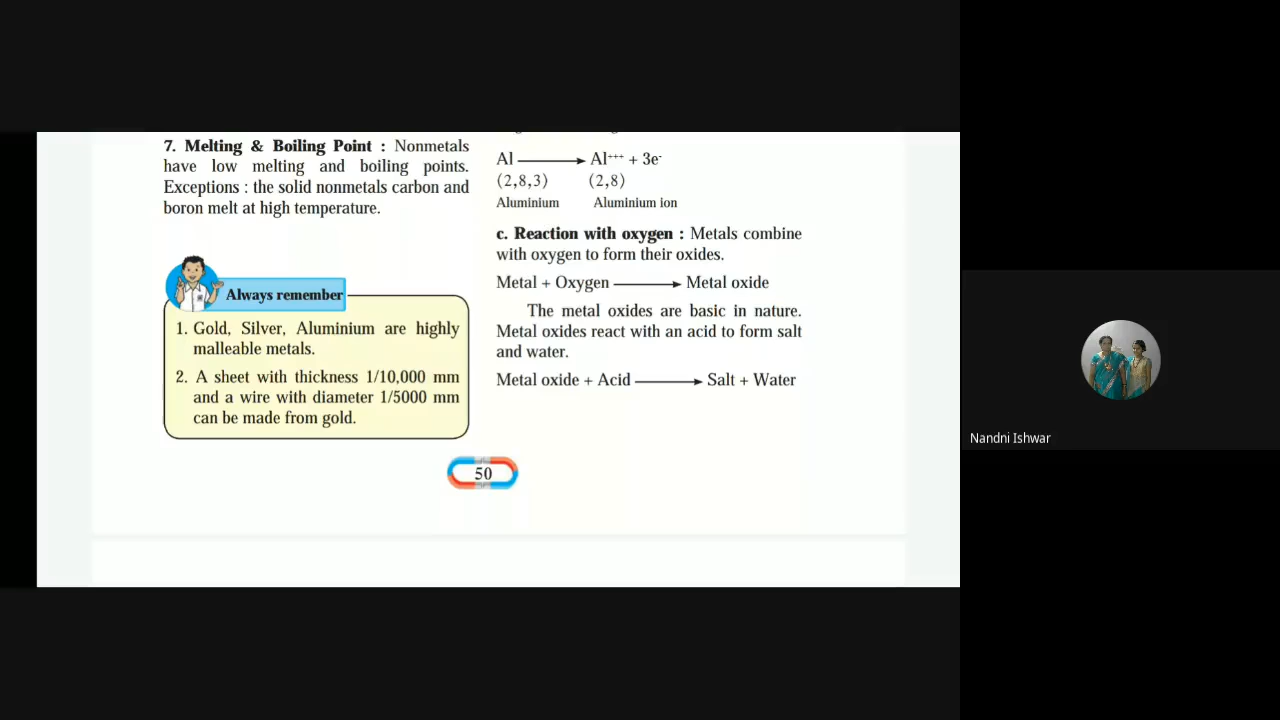 7. Melting & Boiling Point : Nonmetals
have low melting and boiling points.
Exceptions : the solid nonmetals carbon and
boron melt at high temperature.
Always remember
1. Gold, Silver, Aluminium are highly
malleable metals.
2. A sheet with thickness 1/10,000 mm
and a wire with diameter 1/5000 mm
can be made from gold.
Al ⟶ Al⁺⁺⁺ + 3e⁻
(2,8,3) (2,8)
Aluminium Aluminium ion
c. Reaction with oxygen : Metals combine
with oxygen to form their oxides.
Metal + Oxygen ⟶ Metal oxide
The metal oxides are basic in nature.
Metal oxides react with an acid to form salt
and water.
Metal oxide + Acid ⟶ Salt + Water
50
Nandni Ishwar